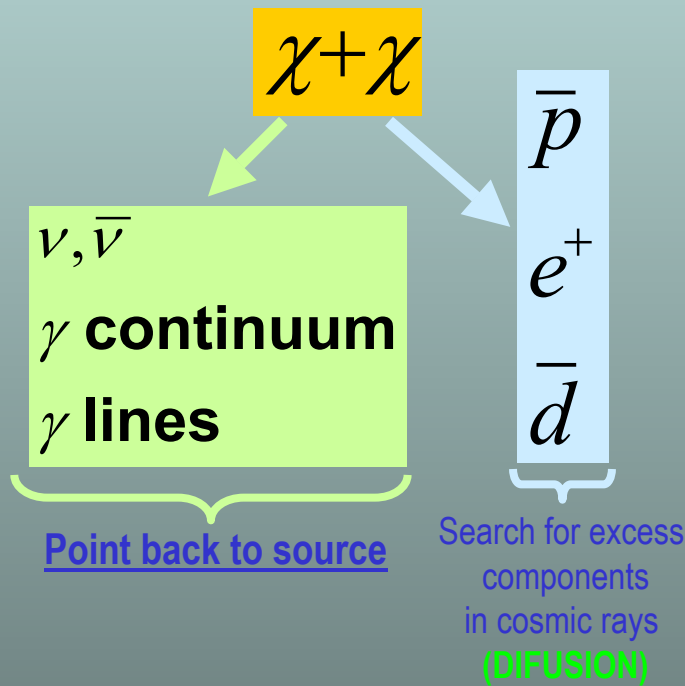 χ+χ
ν, ν̅
γ continuum
γ lines
Point back to source
p̅
e⁺
d̅
Search for excess
components
in cosmic rays
(DIFUSION)